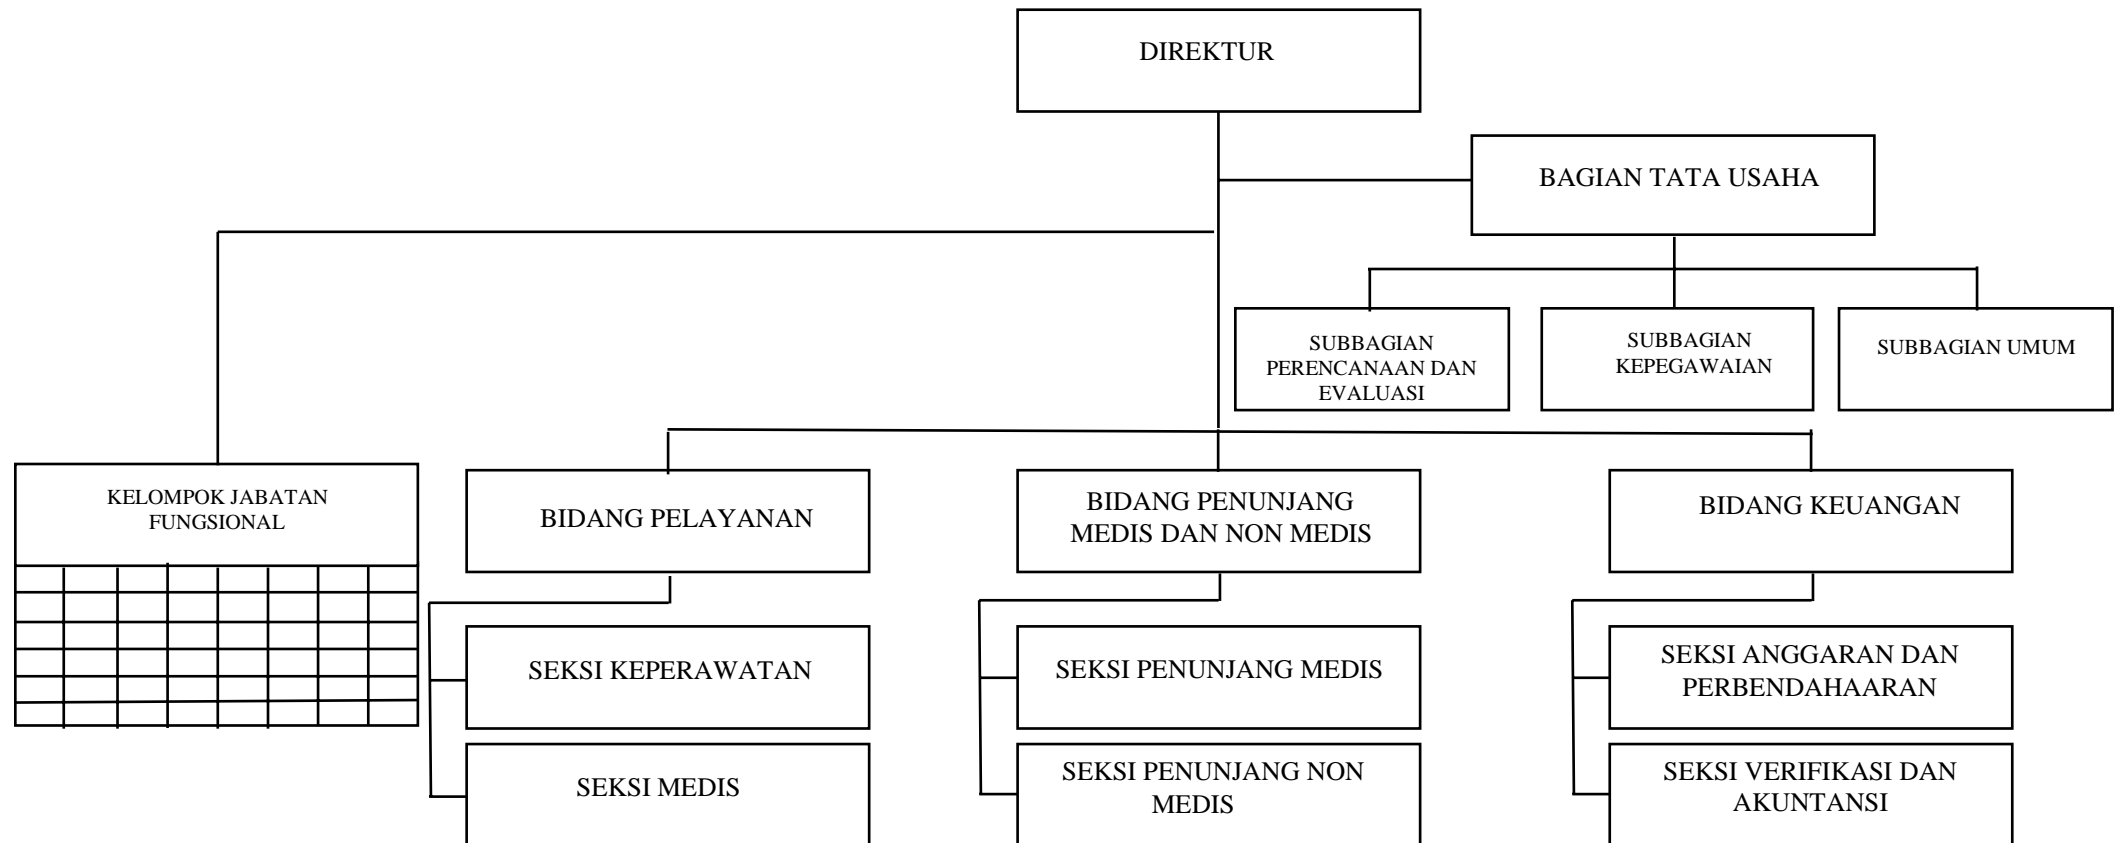 DIREKTUR
BAGIAN TATA USAHA
SUBBAGIAN
PERENCANAAN DAN
EVALUASI
SUBBAGIAN
KEPEGAWAIAN
SUBBAGIAN UMUM
KELOMPOK JABATAN
FUNGSIONAL
BIDANG PELAYANAN
BIDANG PENUNJANG
MEDIS DAN NON MEDIS
BIDANG KEUANGAN
SEKSI KEPERAWATAN
SEKSI PENUNJANG MEDIS
SEKSI ANGGARAN DAN
PERBENDAHAARAN
SEKSI MEDIS
SEKSI PENUNJANG NON
MEDIS
SEKSI VERIFIKASI DAN
AKUNTANSI